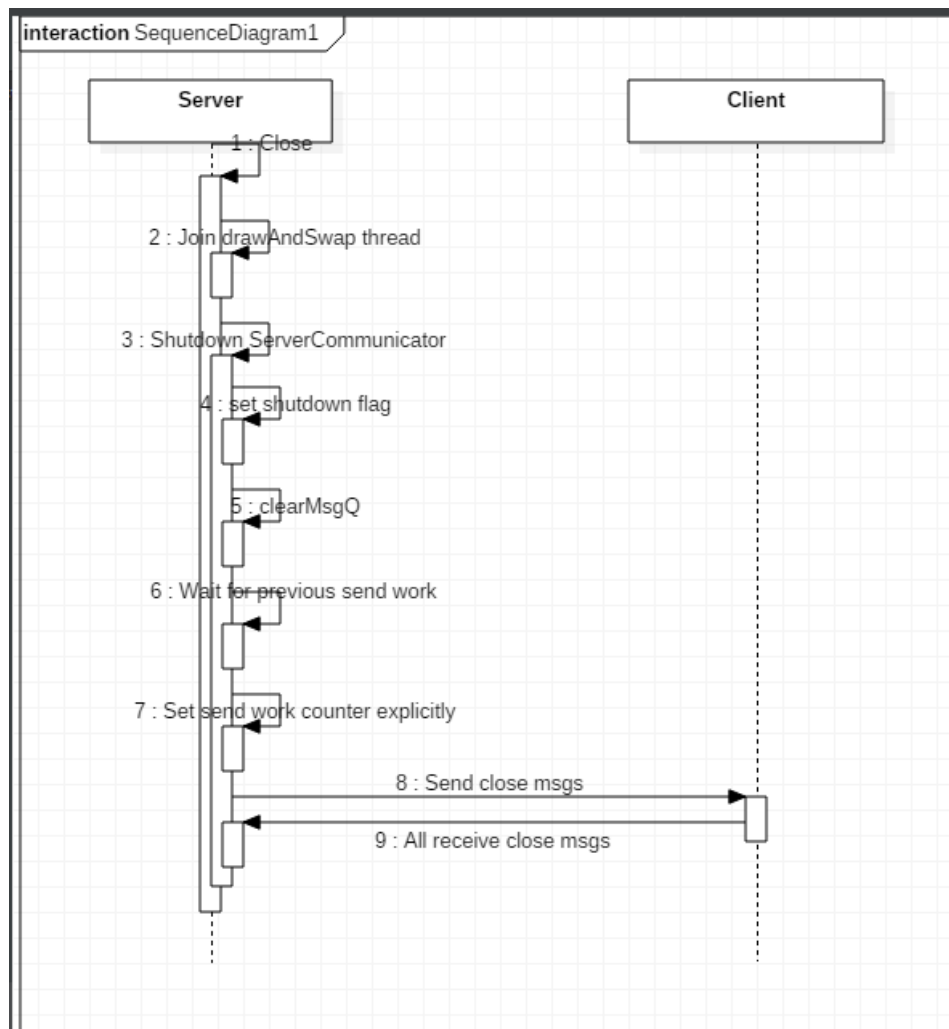 interaction SequenceDiagram1
Server
Client
1 : Close
2 : Join drawAndSwap thread
3 : Shutdown ServerCommunicator
4 : set shutdown flag
5 : clearMsgQ
6 : Wait for previous send work
7 : Set send work counter explicitly
8 : Send close msgs
9 : All receive close msgs